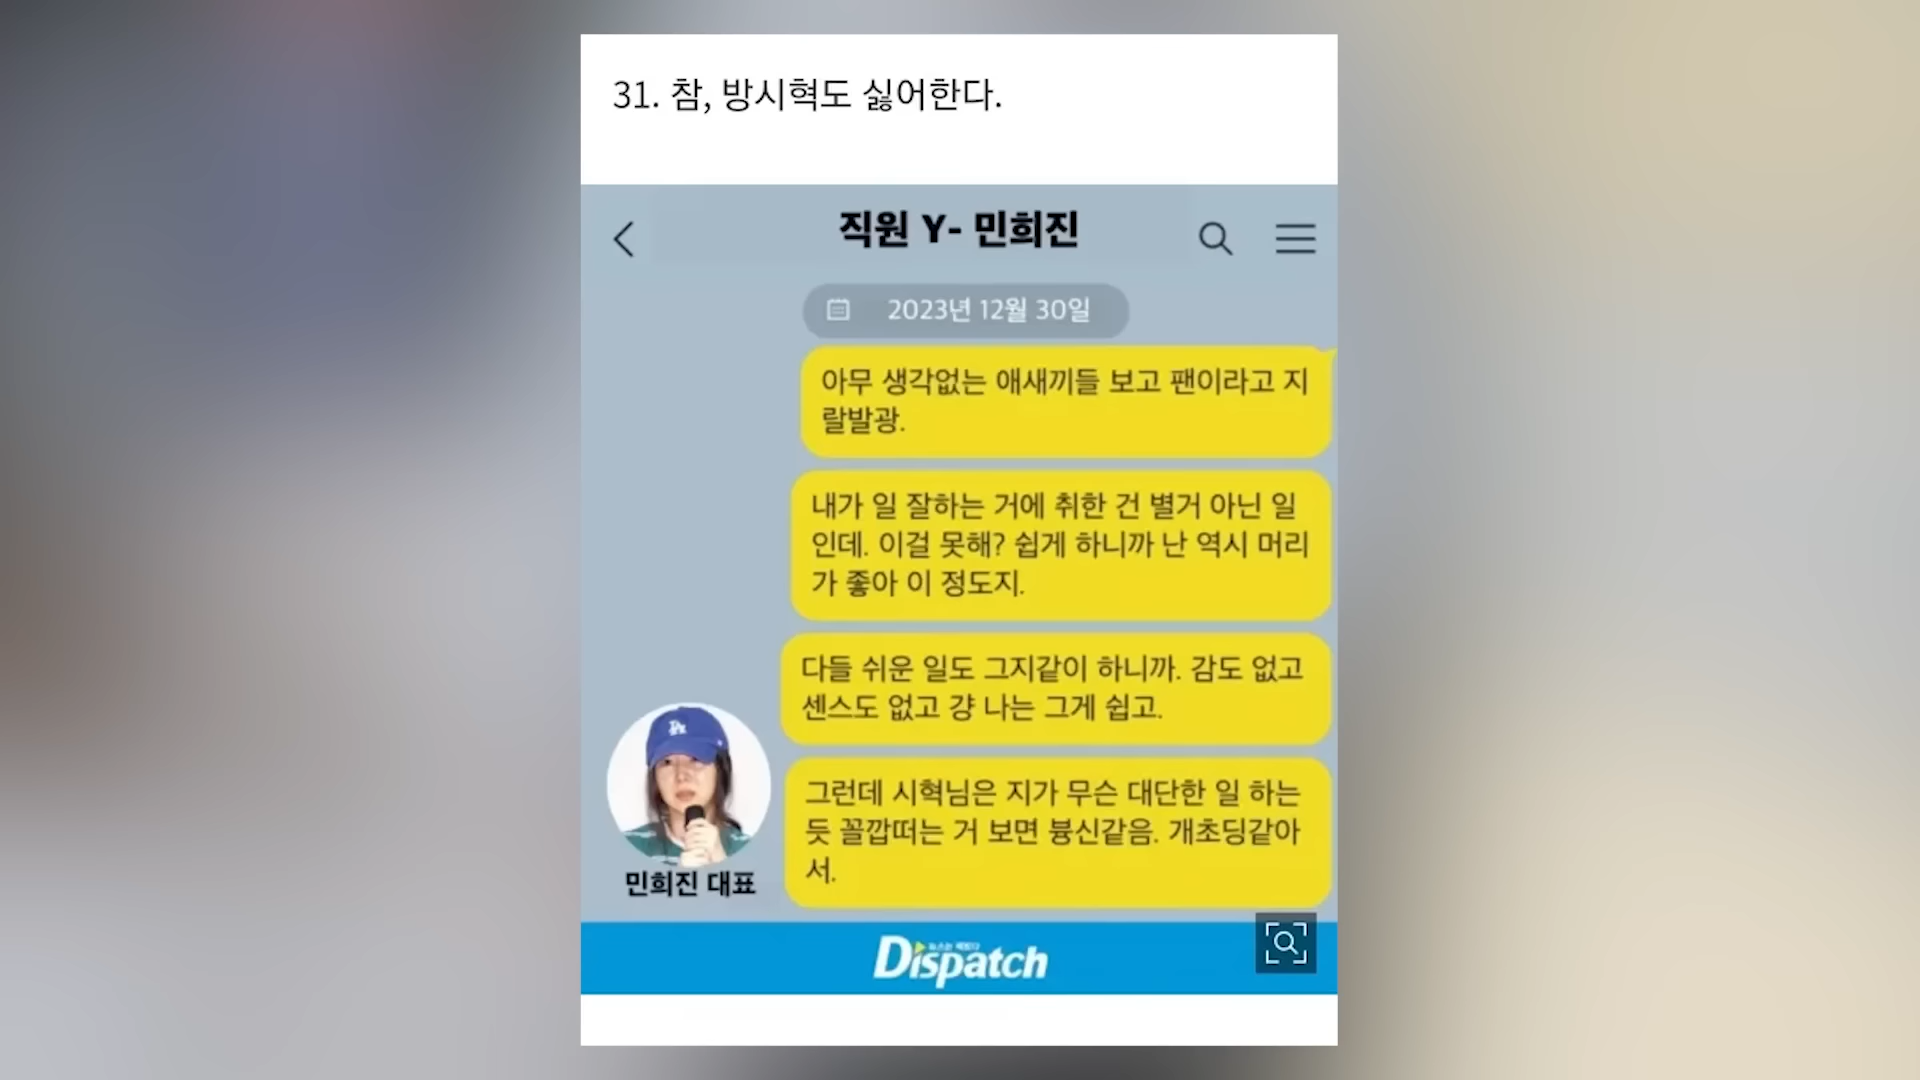 31. 참, 방시혁도 싫어한다.
직원 Y- 민희진
2023년 12월 30일
아무 생각없는 애새끼들 보고 팬이라고 지
랄발광.
내가 일 잘하는 거에 취한 건 별거 아닌 일
인데. 이걸 못해? 쉽게 하니까 난 역시 머리
가 좋아 이 정도지.
다들 쉬운 일도 그지같이 하니까. 감도 없고
센스도 없고 걍 나는 그게 쉽고.
그런데 시혁님은 지가 무슨 대단한 일 하는
듯 꼴깝떠는 거 보면 븅신같음. 개초딩같아
서.
LA
민희진 대표
Dispatch